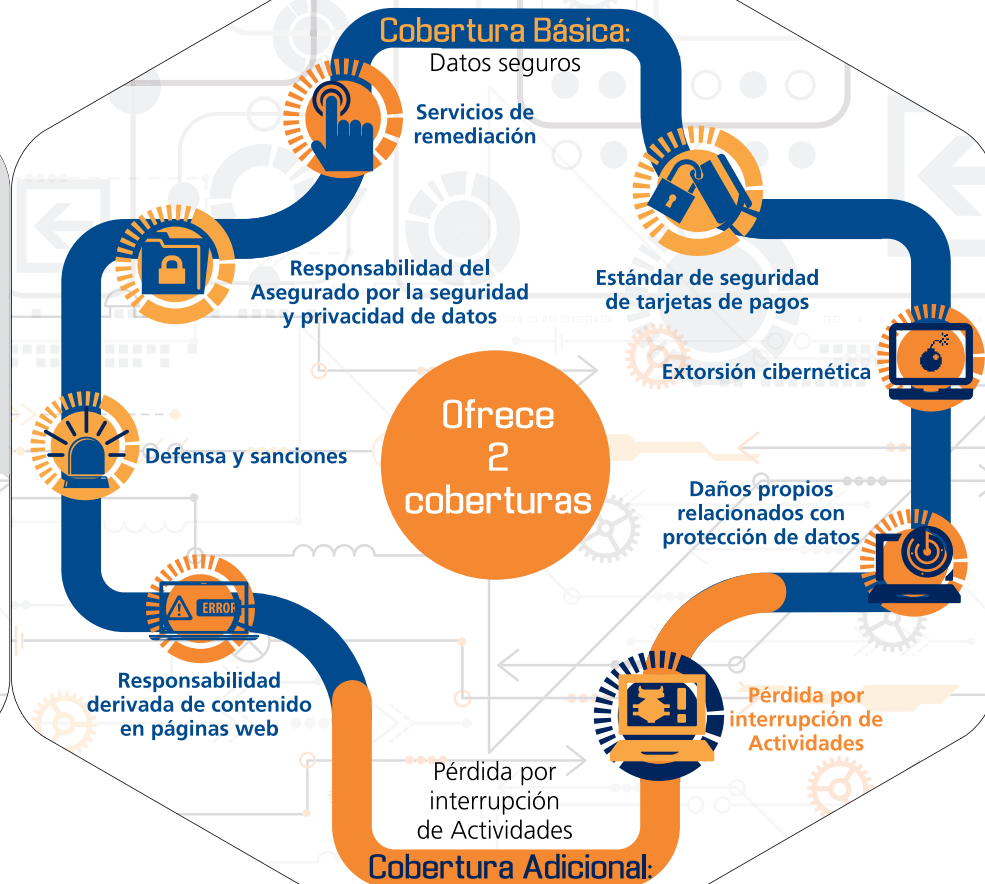 Cobertura Básica:
Datos seguros
Servicios de
remediación
Responsabilidad del
Asegurado por la seguridad
y privacidad de datos
Estándar de seguridad
de tarjetas de pagos
Extorsión cibernética
Ofrece
2
coberturas
Defensa y sanciones
Daños propios
relacionados con
protección de datos
ERROR
Responsabilidad
derivada de contenido
en páginas web
Pérdida por
interrupción de
Actividades
Pérdida por
interrupción
de Actividades
Cobertura Adicional: